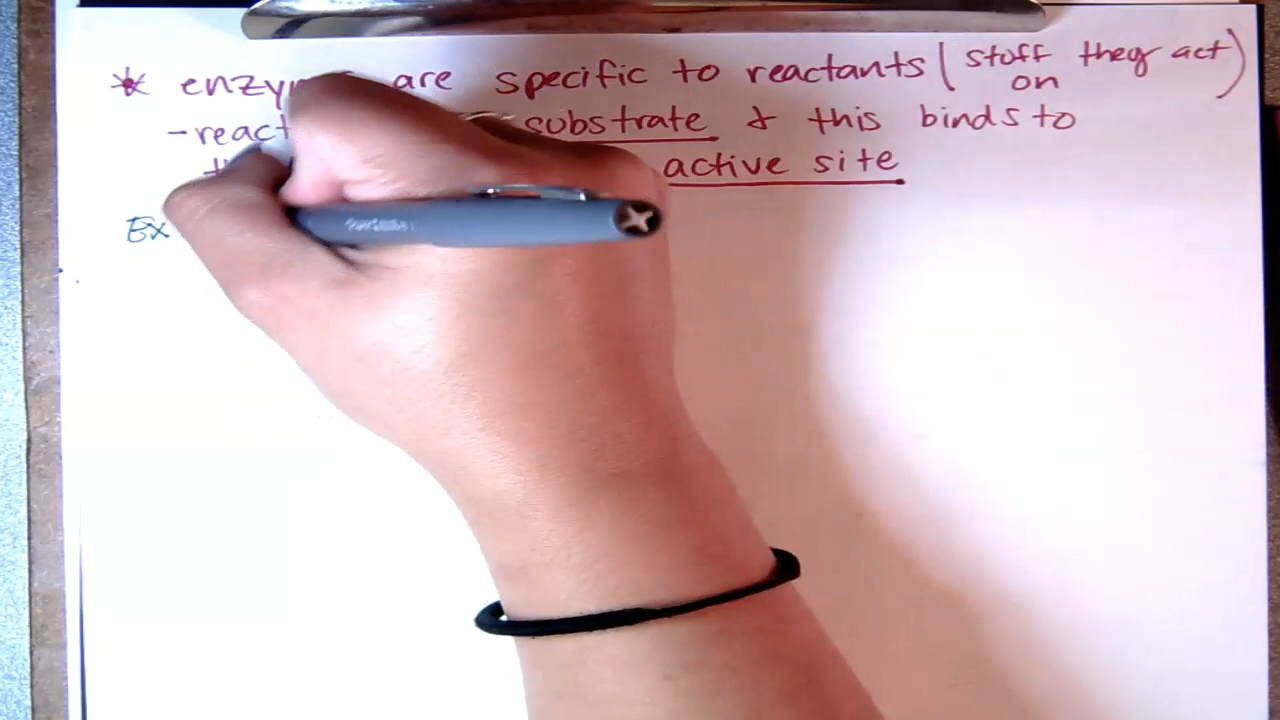 * enzy are specific to reactants (stuff they act on)
- react substrate & this binds to
active site
Ex